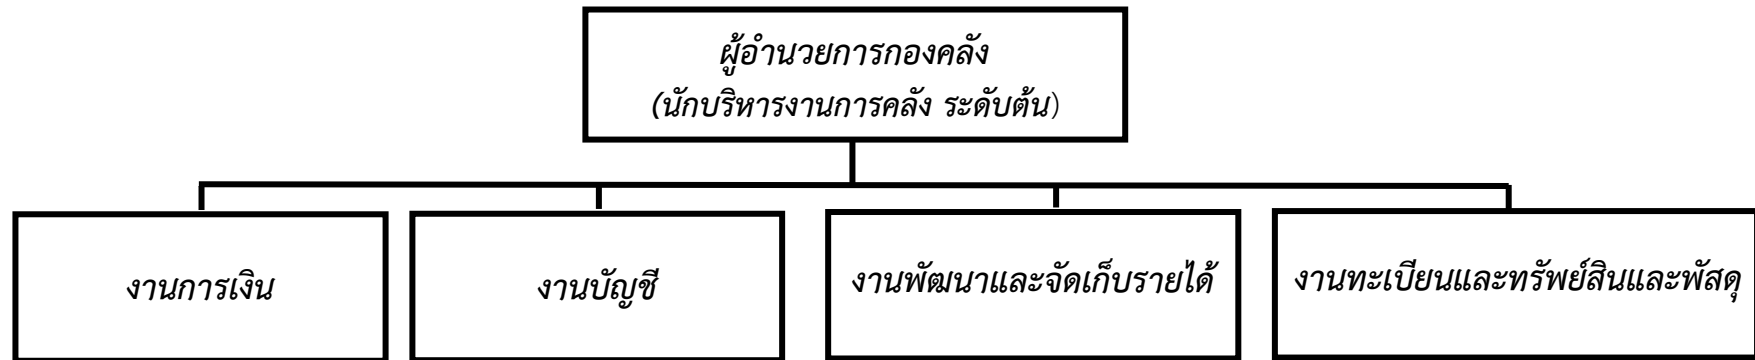 ผู้อำนวยการกองคลัง
(นักบริหารงานการคลัง ระดับต้น)
งานการเงิน
งานบัญชี
งานพัฒนาและจัดเก็บรายได้
งานทะเบียนและทรัพย์สินและพัสดุ